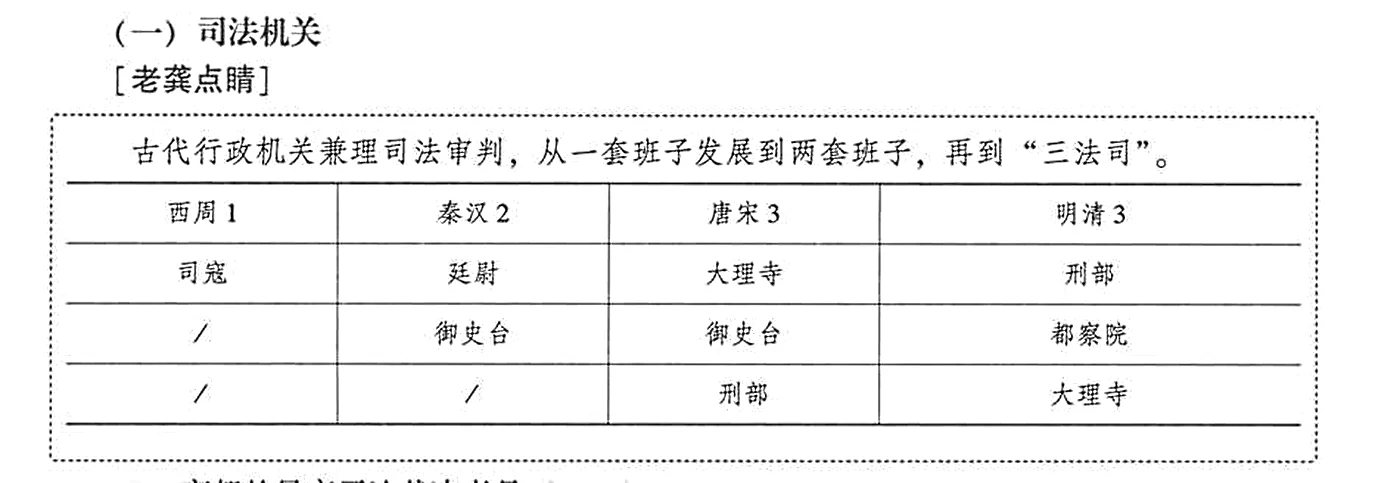 （一）司法机关
[老龚点睛]
古代行政机关兼理司法审判，从一套班子发展到两套班子，再到“三法司”。
西周1 秦汉2 唐宋3 明清3
司寇 廷尉 大理寺 刑部
/ 御史台 御史台 都察院
/ / 刑部 大理寺